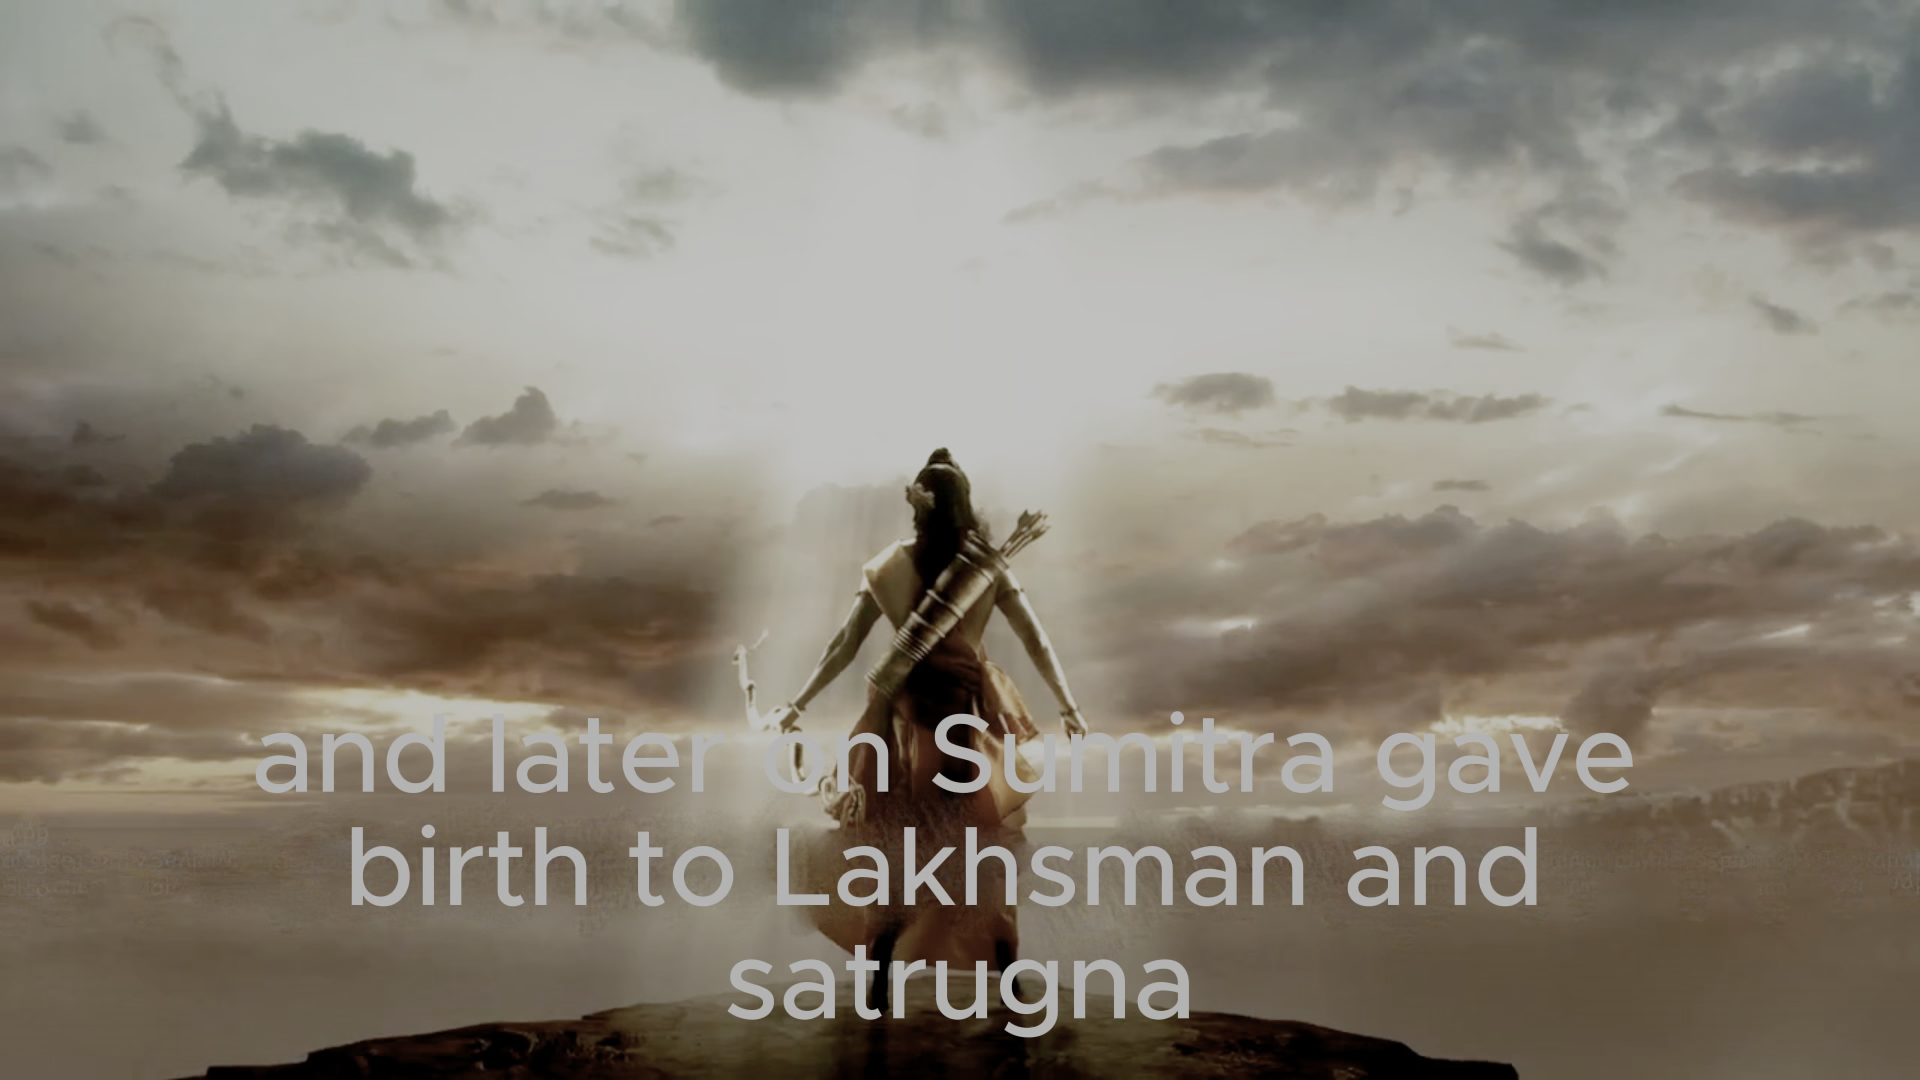 and later on Sumitra gave
birth to Lakhsman and
satrugna